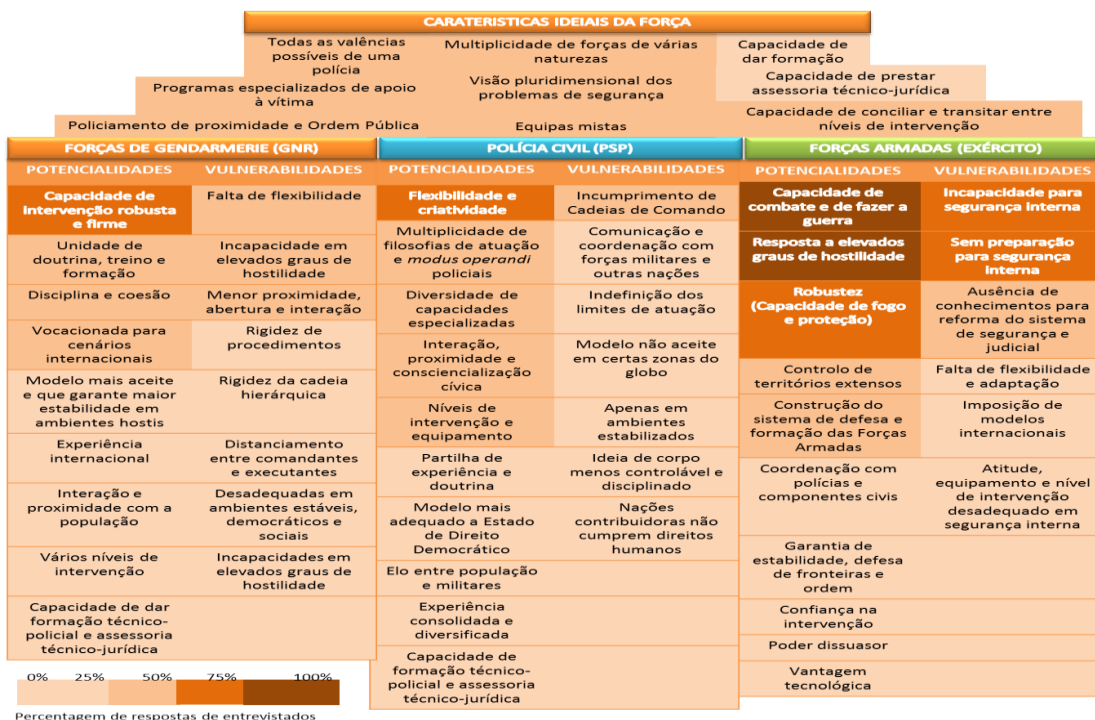 CARATERISTICAS IDEIAIS DA FORÇA
Todas as valências
possíveis de uma
polícia
Multiplicidade de forças de várias
naturezas
Capacidade de
dar formação
Programas especializados de apoio
à vítima
Visão pluridimensional dos
problemas de segurança
Capacidade de prestar
assessoria técnico-jurídica
Policiamento de proximidade e Ordem Pública
Equipas mistas
Capacidade de conciliar e transitar entre
níveis de intervenção
FORÇAS DE GENDARMERIE (GNR)
POTENCIALIDADES
VULNERABILIDADES
Capacidade de
Intervenção robusta
e firme
Falta de flexibilidade
Unidade de
doutrina, treino e
formação
Incapacidade em
elevados graus de
hostilidade
Disciplina e coesão
Menor proximidade,
abertura e interação
Vocacionada para
cenários
internacionais
Rigidez de
procedimentos
Modelo mais aceite
e que garante maior
estabilidade em
ambientes hostis
Rigidez da cadeia
hierárquica
Experiência
internacional
Distanciamento
entre comandantes
e executantes
Interação e
proximidade com a
população
Desadequadas em
ambientes estáveis,
democráticos e
sociais
Vários níveis de
intervenção
Incapacidades em
elevados graus de
hostilidade
Capacidade de dar
formação técnico-
policial e assessoria
técnico-jurídica
POLÍCIA CIVIL (PSP)
POTENCIALIDADES
VULNERABILIDADES
Flexibilidade e
criatividade
Incumprimento de
Cadeias de Comando
Multiplicidade de
filosofias de atuação
e modus operandi
policiais
Comunicação e
coordenação com
forças militares e
outras nações
Diversidade de
capacidades
especializadas
Indefinição dos
limites de atuação
Interação,
proximidade e
consciencialização
cívica
Modelo não aceite
em certas zonas do
globo
Níveis de
intervenção e
equipamento
Apenas em
ambientes
estabilizados
Partilha de
experiência e
doutrina
Ideia de corpo
menos controlável e
disciplinado
Modelo mais
adequado a Estado
de Direito
Democrático
Nações
contribuidoras não
cumprem direitos
humanos
Elo entre população
e militares
Experiência
consolidada e
diversificada
Capacidade de
formação técnico-
policial e assessoria
técnico-jurídica
FORÇAS ARMADAS (EXÉRCITO)
POTENCIALIDADES
VULNERABILIDADES
Capacidade de
combate e de fazer a
guerra
Incapacidade para
segurança interna
Resposta a elevados
graus de hostilidade
Sem preparação
para segurança
interna
Robustez
(Capacidade de fogo
e proteção)
Ausência de
conhecimentos para
reforma do sistema
de segurança e
judicial
Controlo de
territórios extensos
Falta de flexibilidade
e adaptação
Construção do
sistema de defesa e
formação das Forças
Armadas
Imposição de
modelos
internacionais
Coordenação com
polícias e
componentes civis
Atitude,
equipamento e nível
de intervenção
desadequado em
segurança interna
Garantia de
estabilidade, defesa
de fronteiras e
ordem
Confiança na
intervenção
Poder dissuasor
Vantagem
tecnológica
0% 25% 50% 75% 100%
Percentagem de respostas de entrevistados